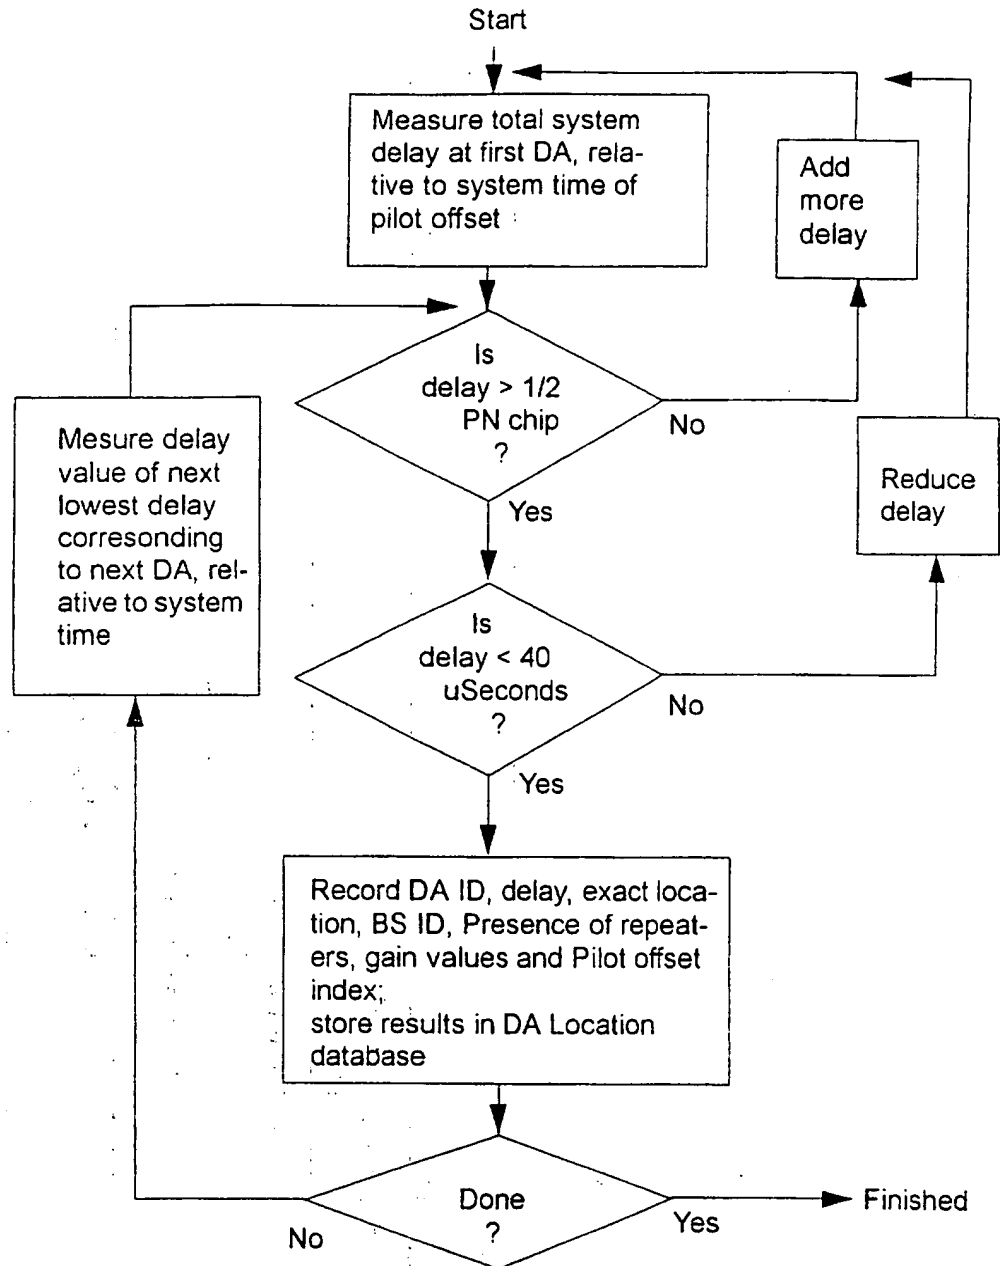 Start
Measure total system
delay at first DA, rela-
tive to system time of
pilot offset
Add
more
delay
Is
delay > 1/2
PN chip
?
No
Yes
Mesure delay
value of next
lowest delay
corresonding
to next DA, rel-
ative to system
time
Reduce
delay
Is
delay < 40
uSeconds
?
No
Yes
Record DA ID, delay, exact loca-
tion, BS ID, Presence of repeat-
ers, gain values and Pilot offset
index;
store results in DA Location
database
Done
?
No
Yes
Finished